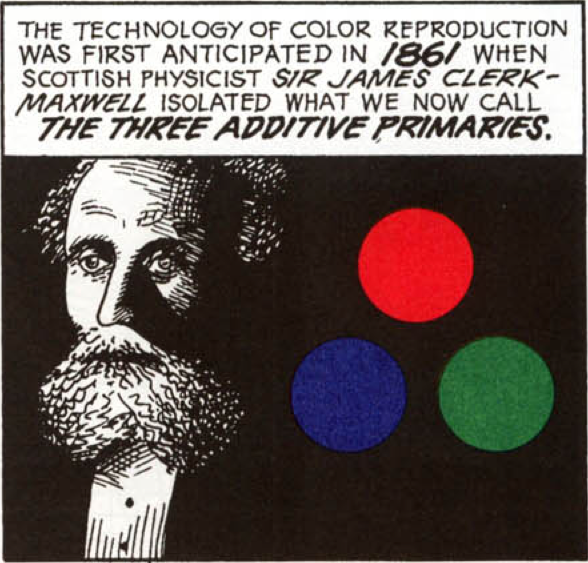 THE TECHNOLOGY OF COLOR REPRODUCTION
WAS FIRST ANTICIPATED IN 1861 WHEN
SCOTTISH PHYSICIST SIR JAMES CLERK-
MAXWELL ISOLATED WHAT WE NOW CALL
THE THREE ADDITIVE PRIMARIES.